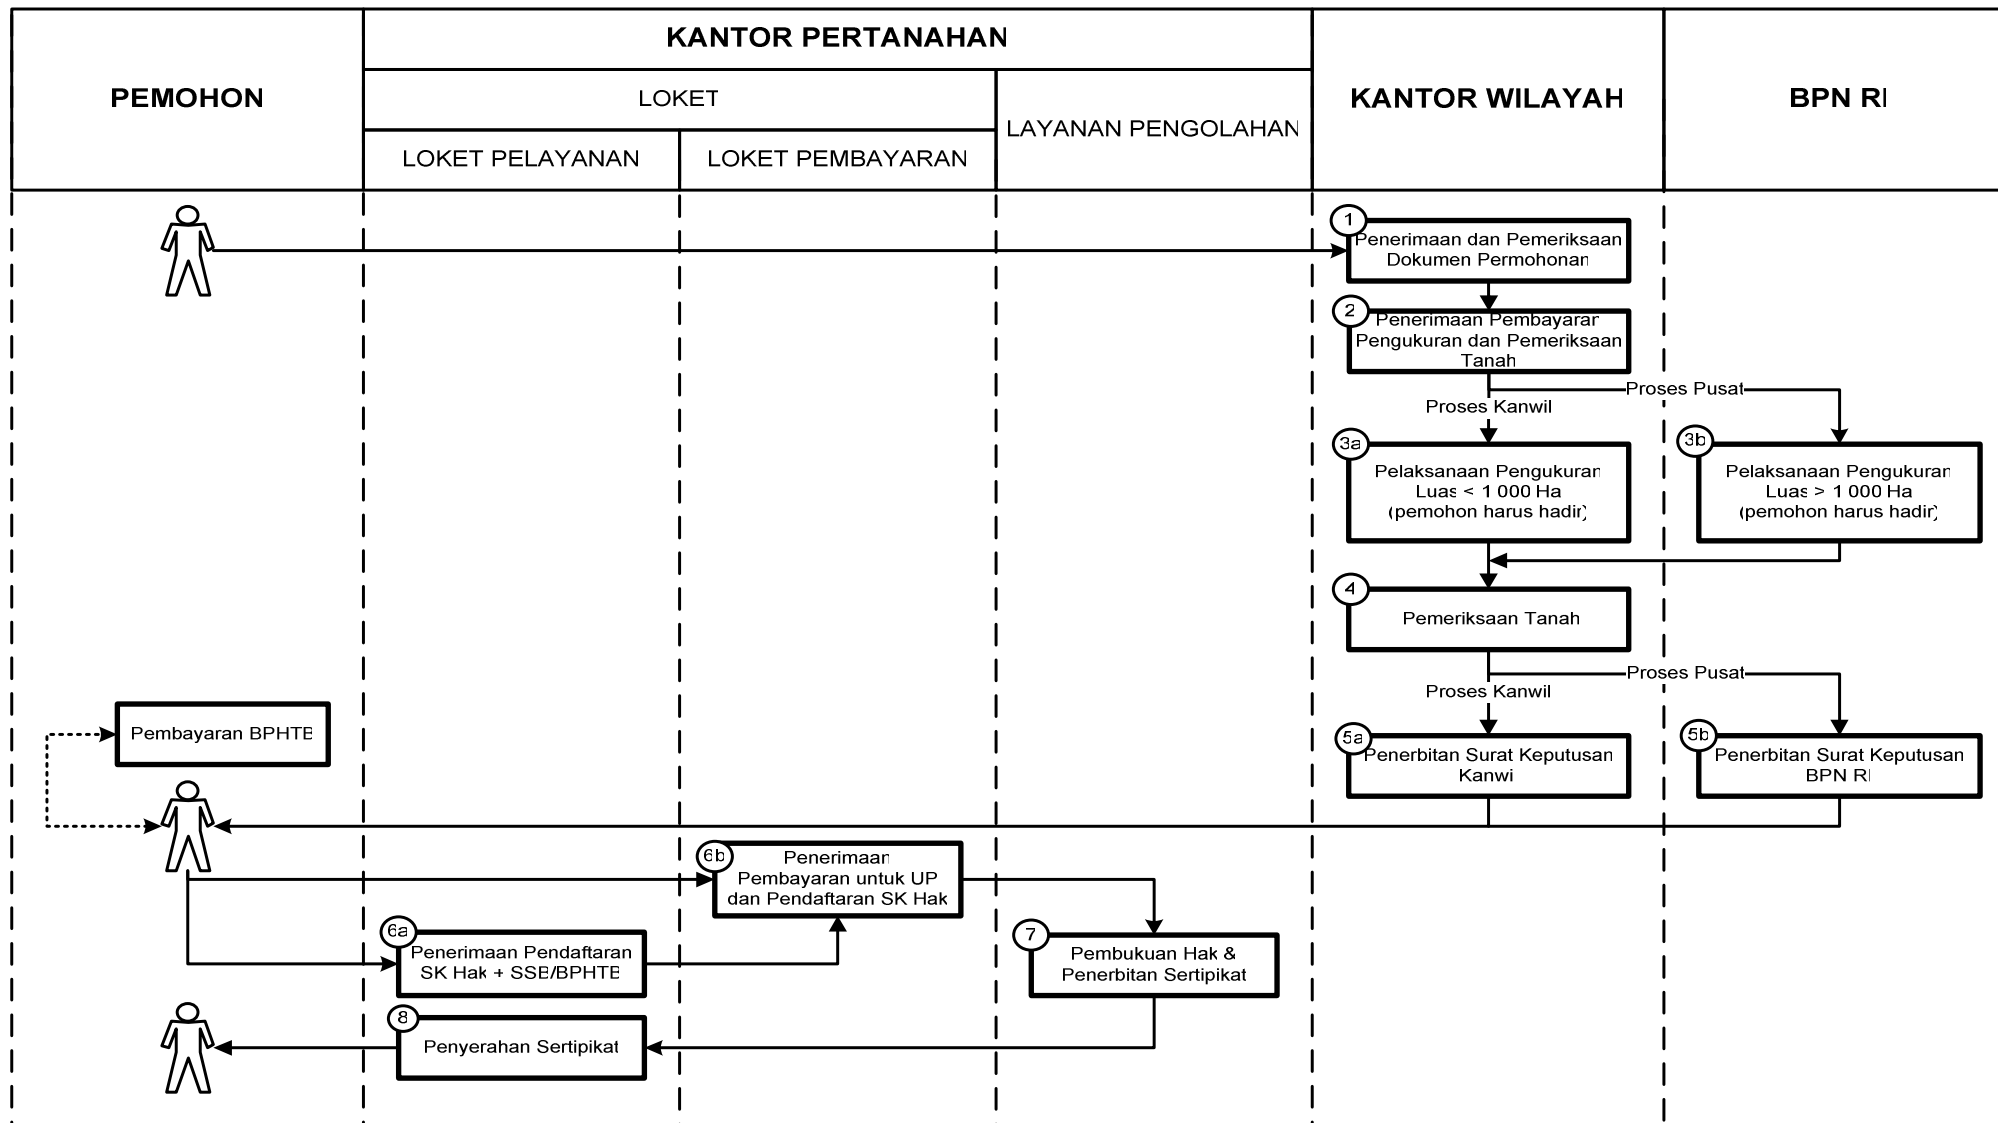 PEMOHON
KANTOR PERTANAHAN
LOKET
LOKET PELAYANAN
LOKET PEMBAYARAN
LAYANAN PENGOLAHAN
KANTOR WILAYAH
BPN RI
1
Penerimaan dan Pemeriksaan
Dokumen Permohonan
2
Penerimaan Pembayaran
Pengukuran dan Pemeriksaan
Tanah
Proses Pusat
Proses Kanwil
3a
Pelaksanaan Pengukuran
Luas < 1 000 Ha
(pemohon harus hadir)
3b
Pelaksanaan Pengukuran
Luas > 1 000 Ha
(pemohon harus hadir)
4
Pemeriksaan Tanah
Proses Pusat
Proses Kanwil
Pembayaran BPHTB
5a
Penerbitan Surat Keputusan
Kanwi
5b
Penerbitan Surat Keputusan
BPN RI
6b
Penerimaan
Pembayaran untuk UP
dan Pendaftaran SK Hak
6a
Penerimaan Pendaftaran
SK Hak + SSB/BPHTB
7
Pembukuan Hak &
Penerbitan Sertipikat
8
Penyerahan Sertipikat